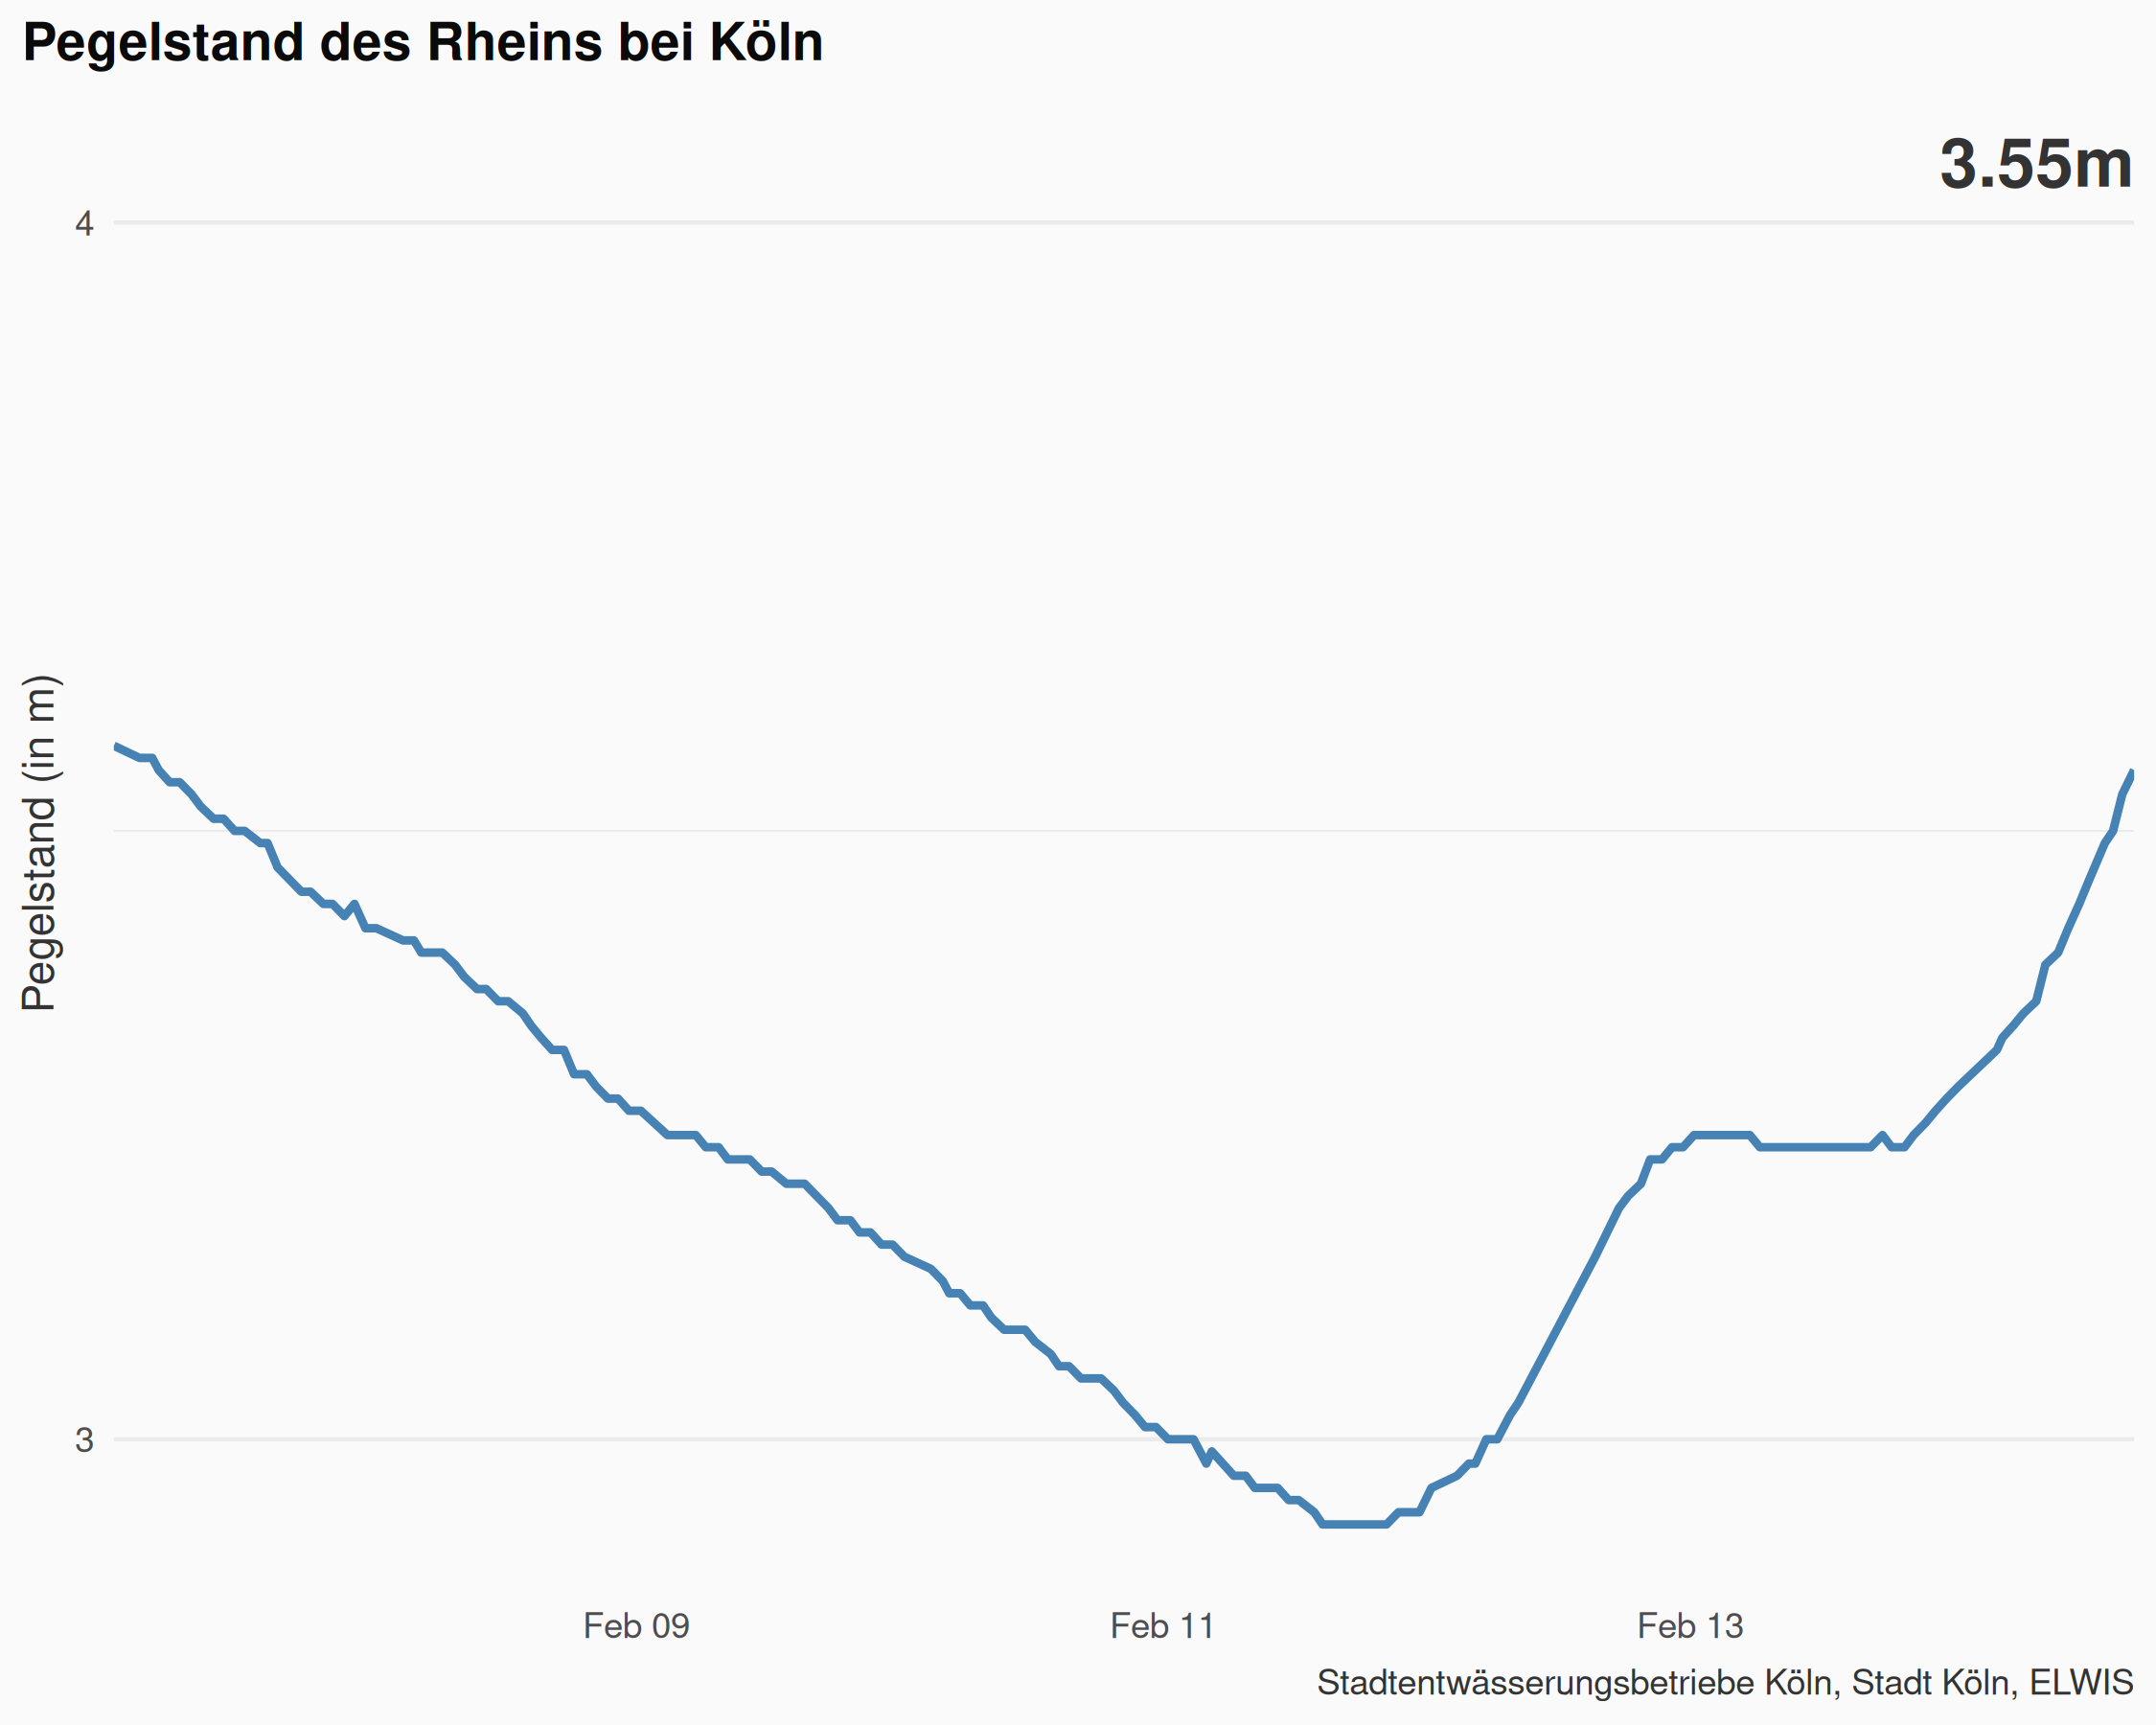 Pegelstand des Rheins bei Köln
3.55m
4
Pegelstand (in m)
3
Feb 09
Feb 11
Feb 13
Stadtentwässerungsbetriebe Köln, Stadt Köln, ELWIS